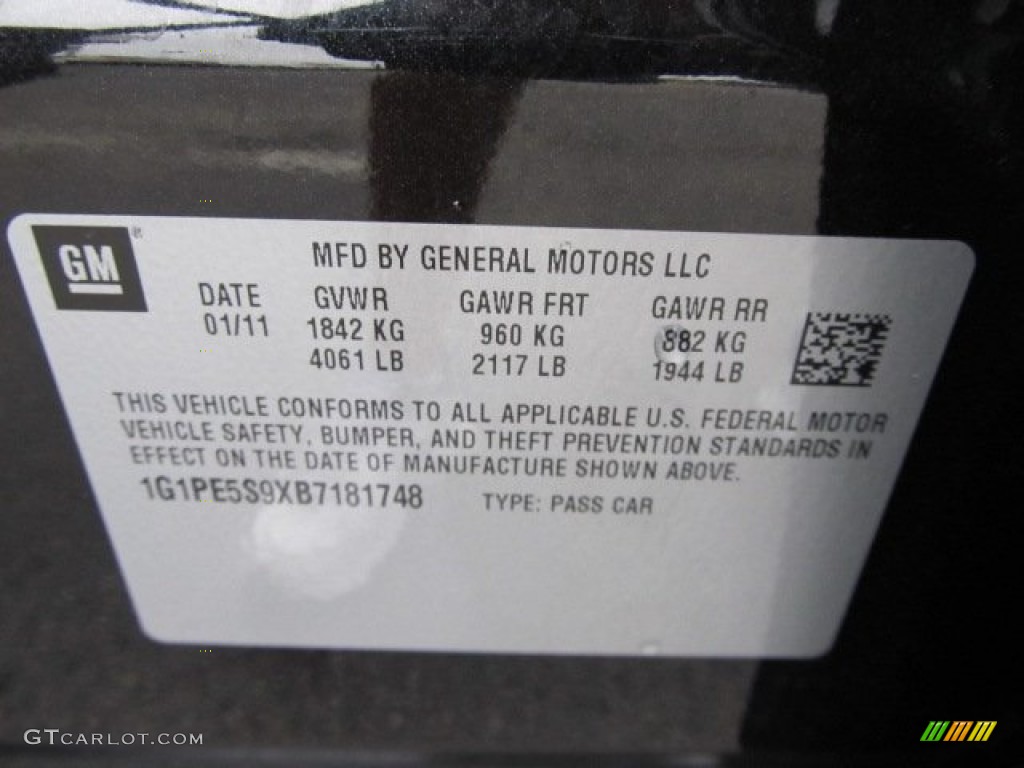 GM
MFD BY GENERAL MOTORS LLC
DATE GVWR GAWR FRT GAWR RR
01/11 1842 KG 960 KG 882 KG
4061 LB 2117 LB 1944 LB
THIS VEHICLE CONFORMS TO ALL APPLICABLE U.S. FEDERAL MOTOR
VEHICLE SAFETY, BUMPER, AND THEFT PREVENTION STANDARDS IN
EFFECT ON THE DATE OF MANUFACTURE SHOWN ABOVE.
1G1PE5S9XB7181748 TYPE: PASS CAR
GTCARLOT.COM